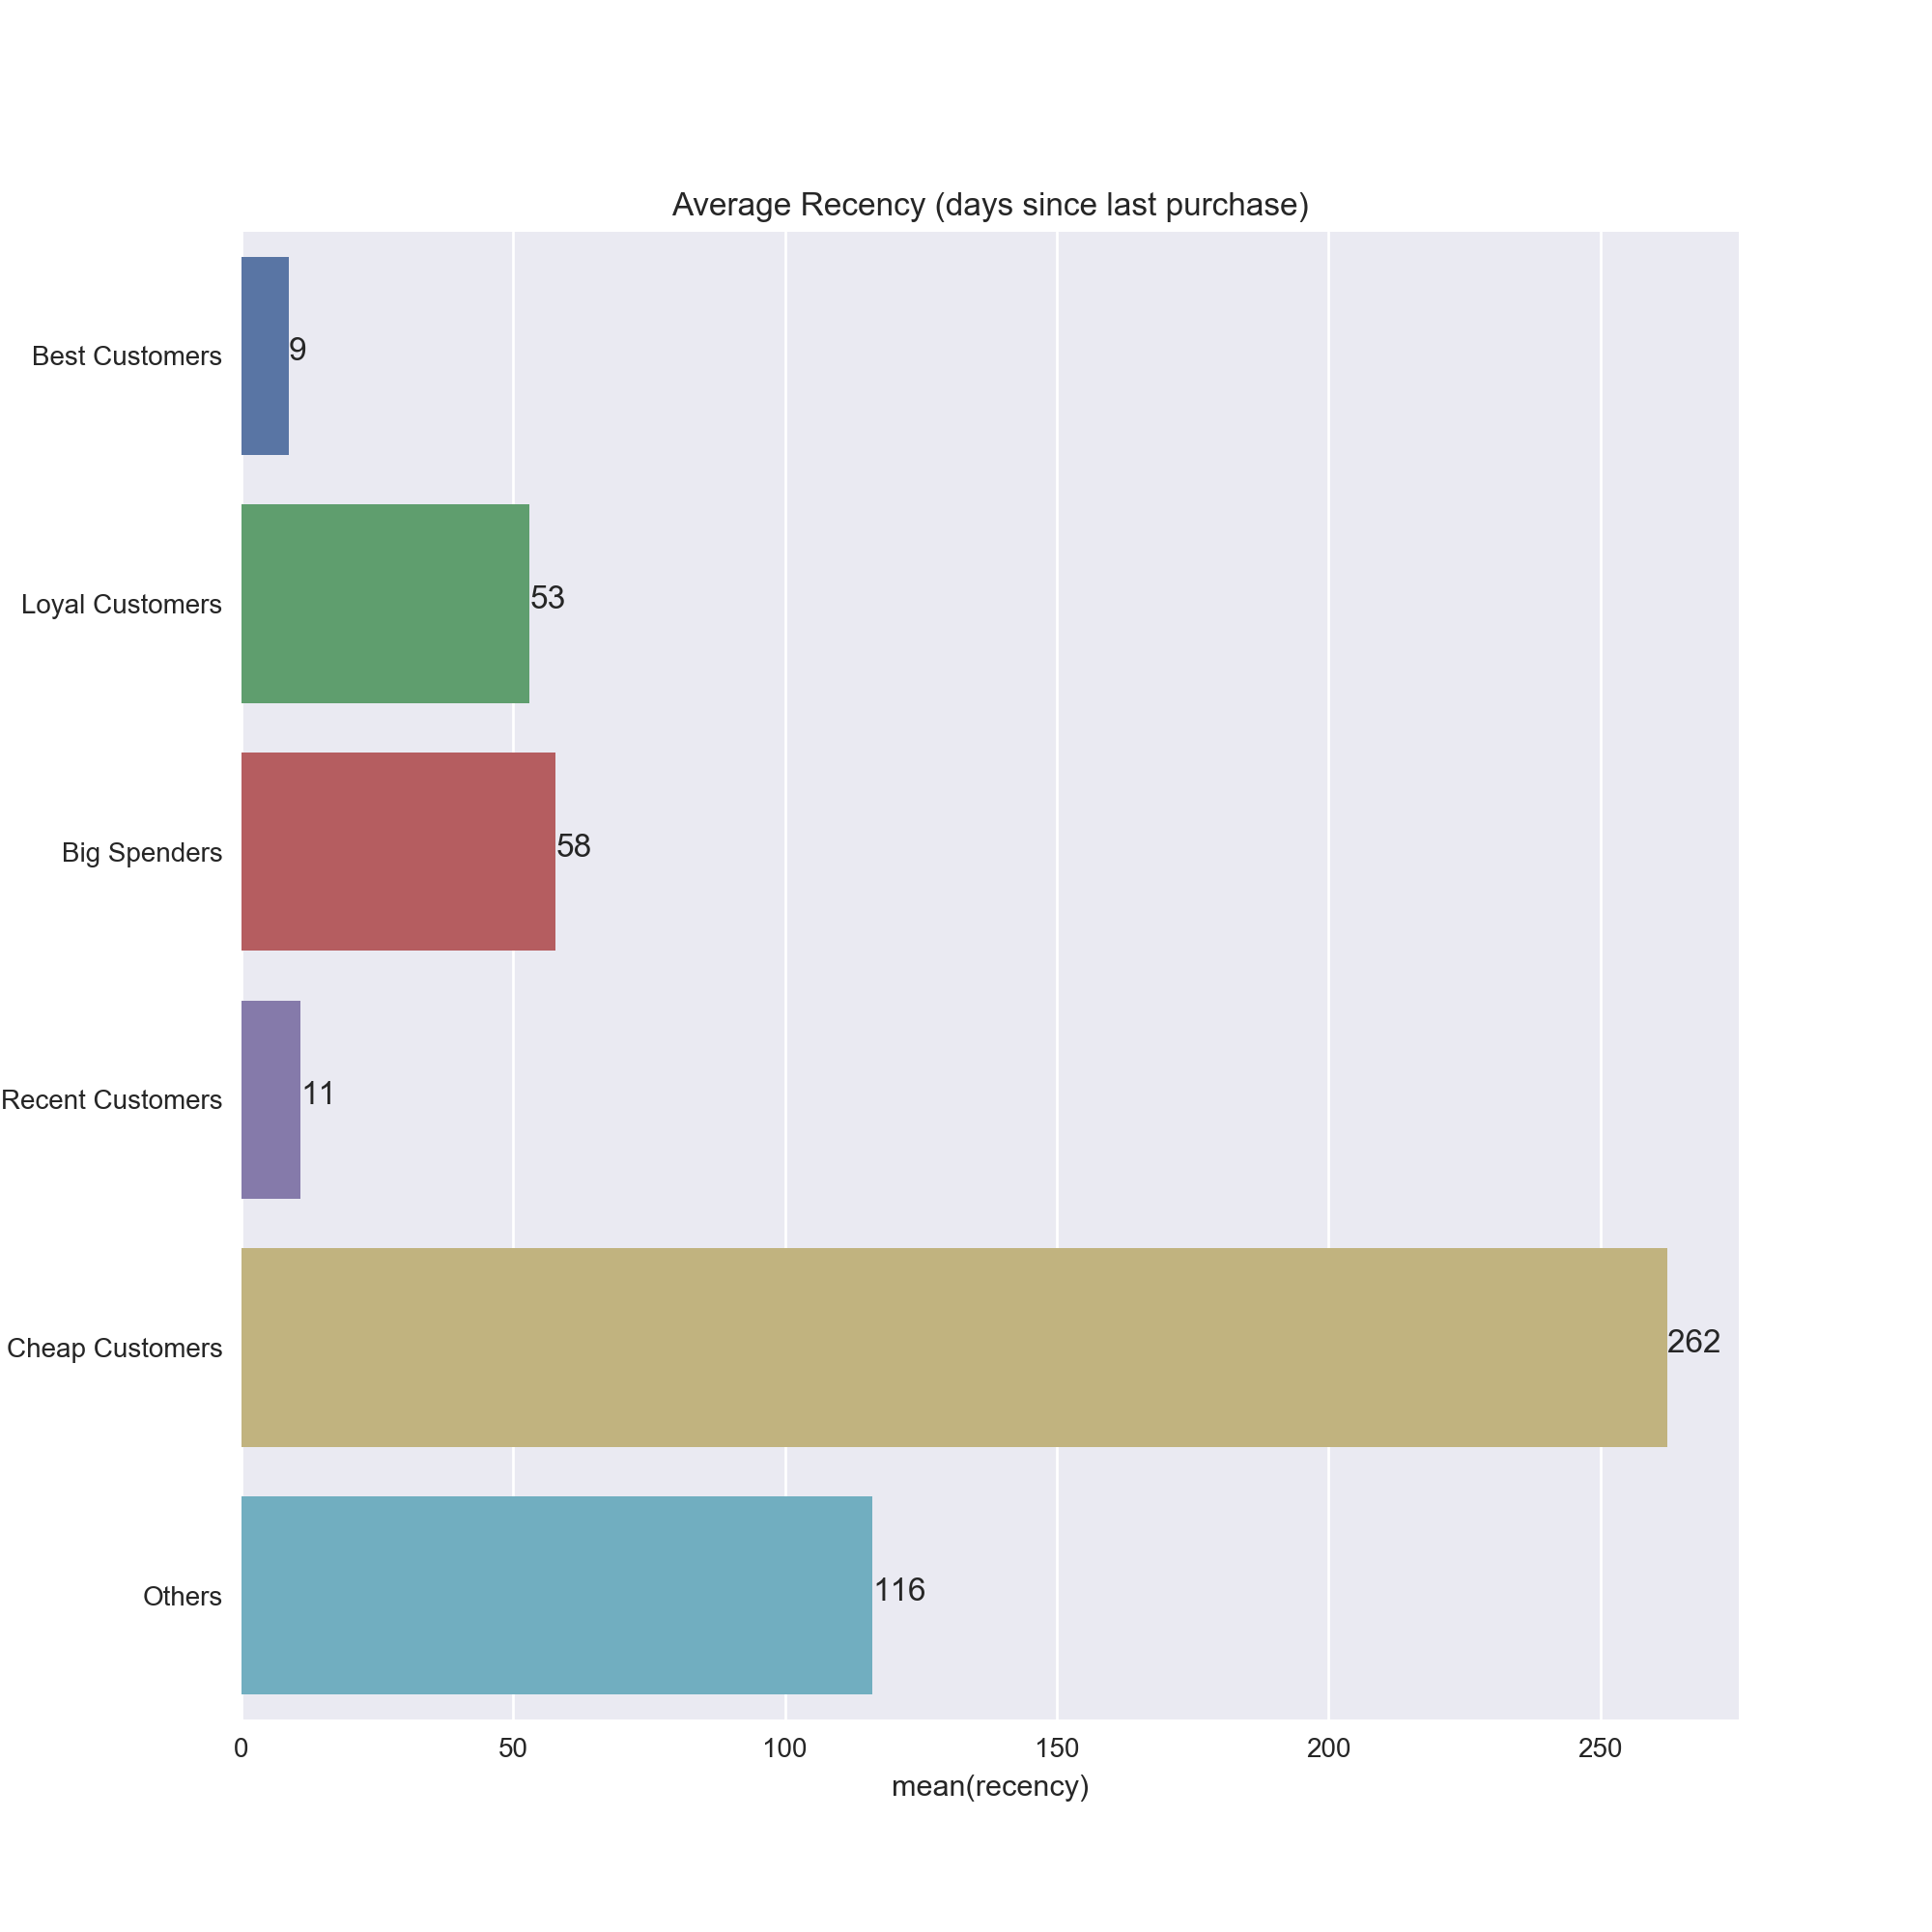 Average Recency (days since last purchase)
Best Customers 9
Loyal Customers 53
Big Spenders 58
Recent Customers 11
Cheap Customers 262
Others 116
0 50 100 150 200 250
mean(recency)